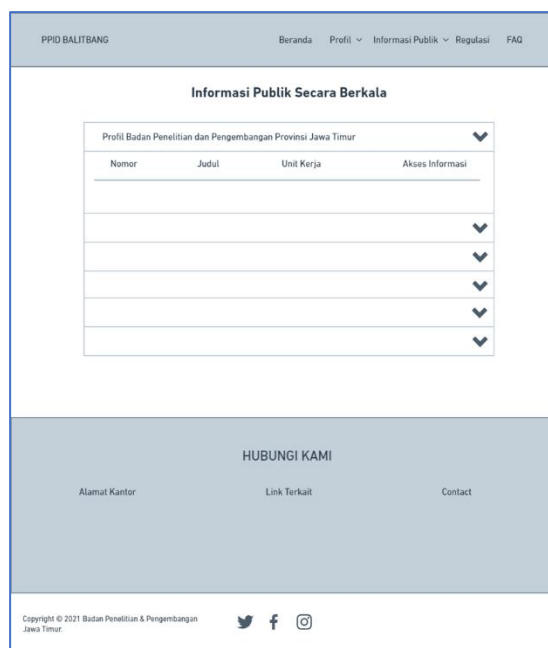 PPID BALITBANG
Beranda Profil Informasi Publik Regulasi FAQ
Informasi Publik Secara Berkala
Profil Badan Penelitian dan Pengembangan Provinsi Jawa Timur
Nomor Judul Unit Kerja Akses Informasi
HUBUNGI KAMI
Alamat Kantor Link Terkait Contact
Copyright © 2021 Badan Penelitian & Pengembangan
Jawa Timur.